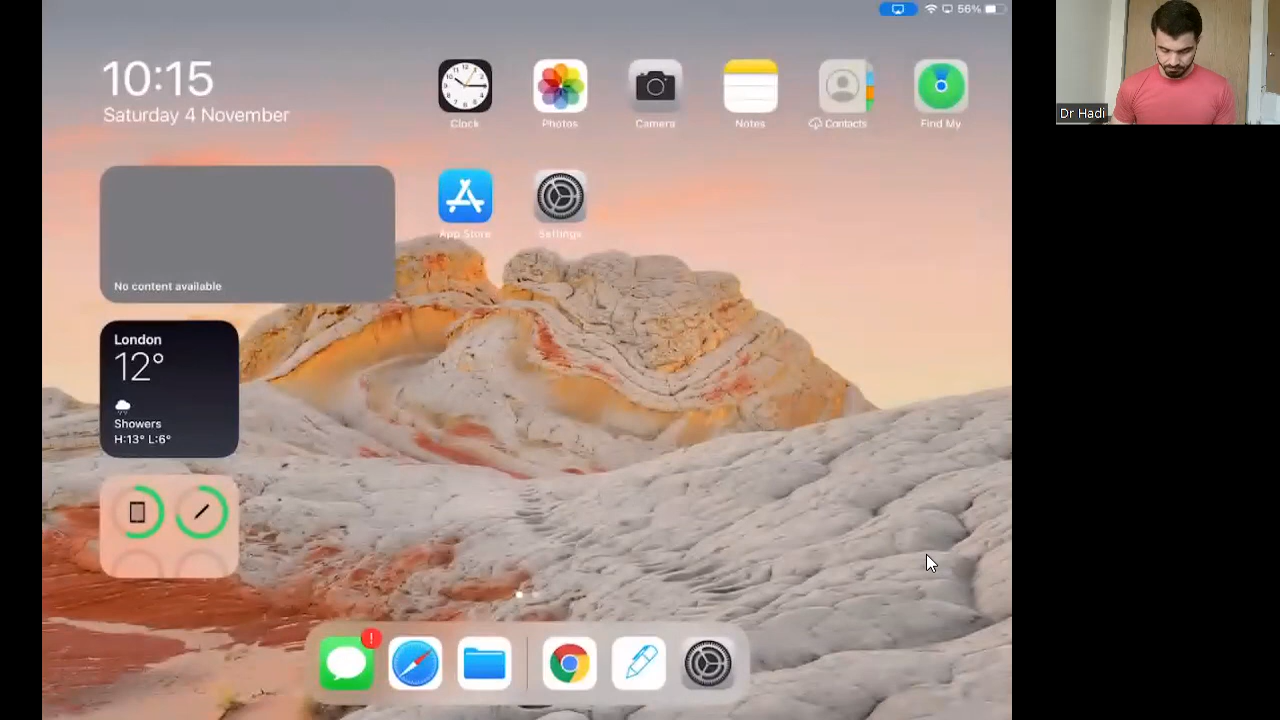 56%
10:15
Saturday 4 November
Clock
Photos
Camera
Notes
Contacts
Find My
App Store
Settings
No content available
London
12°
Showers
H:13° L:6°
!
Dr Hadi